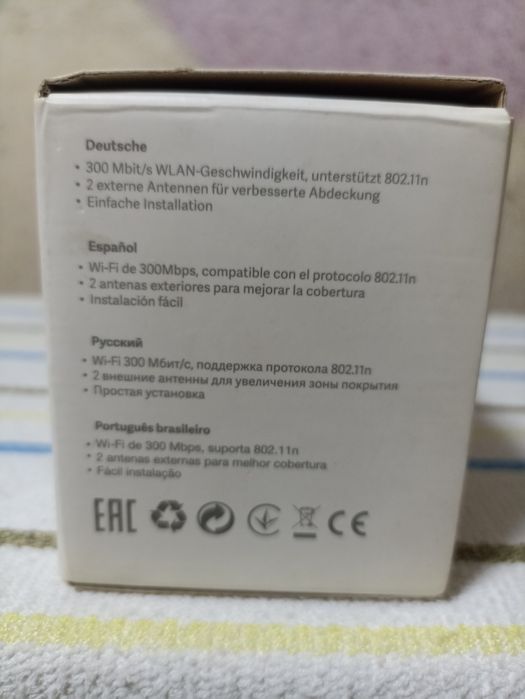 Deutsche
• 300 Mbit/s WLAN-Geschwindigkeit, unterstützt 802.11n
• 2 externe Antennen für verbesserte Abdeckung
• Einfache Installation
Español
• Wi-Fi de 300Mbps, compatible con el protocolo 802.11n
• 2 antenas exteriores para mejorar la cobertura
• Instalación fácil
Русский
• Wi-Fi 300 Мбит/с, поддержка протокола 802.11n
• 2 внешние антенны для увеличения зоны покрытия
• Простая установка
Português brasileiro
• Wi-Fi de 300 Mbps, suporta 802.11n
• 2 antenas externas para melhor cobertura
• Fácil instalação
EAC CE